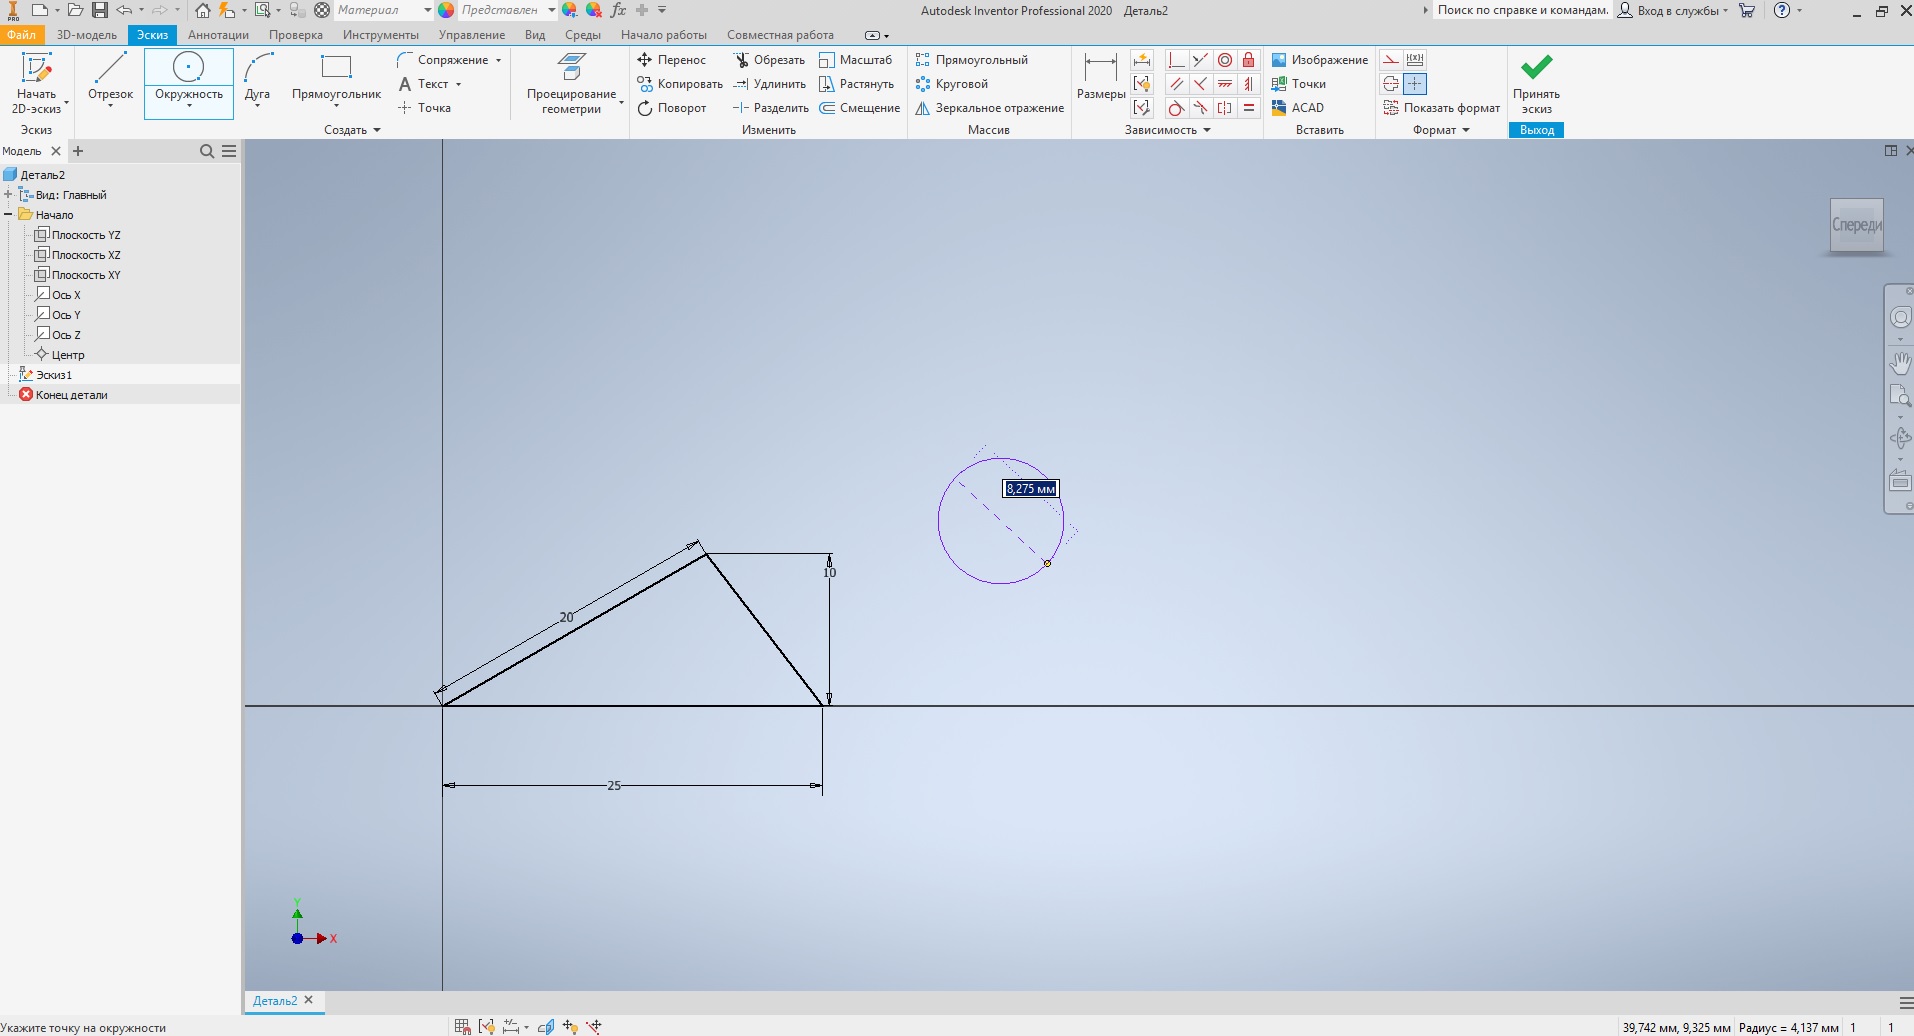 PRO
Материал
Представлен
fx
Autodesk Inventor Professional 2020 Деталь2
Поиск по справке и командам.
Вход в службы
Файл 3D-модель Эскиз Аннотации Проверка Инструменты Управление Вид Среды Начало работы Совместная работа
Начать
2D-эскиз
Эскиз
Отрезок
Окружность
Дуга
Прямоугольник
Сопряжение
Текст
Точка
Создать
Проецирование
геометрии
Перенос
Копировать
Поворот
Обрезать
Удлинить
Разделить
Масштаб
Растянуть
Смещение
Изменить
Прямоугольный
Круговой
Зеркальное отражение
Массив
Размеры
Зависимость
Изображение
Точки
ACAD
Вставить
Показать формат
Формат
Принять
эскиз
Выход
Модель
Деталь2
Вид: Главный
Начало
Плоскость YZ
Плоскость XZ
Плоскость XY
Ось X
Ось Y
Ось Z
Центр
Эскиз1
Конец детали
Спереди
8,275 мм
10
20
25
Y
X
Деталь2
Укажите точку на окружности
39,742 мм, 9,325 мм Радиус = 4,137 мм 1 1